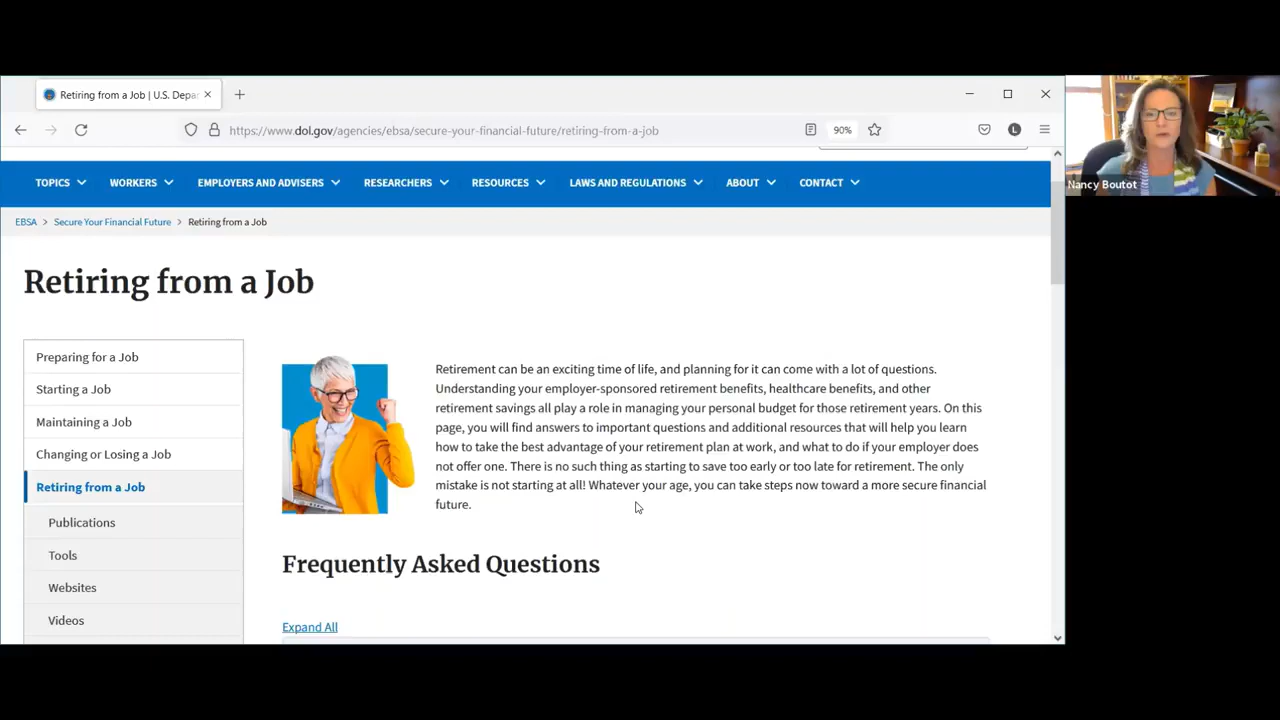 Retiring from a Job | U.S. Depar
https://www.dol.gov/agencies/ebsa/secure-your-financial-future/retiring-from-a-job
90%
L
TOPICS
WORKERS
EMPLOYERS AND ADVISERS
RESEARCHERS
RESOURCES
LAWS AND REGULATIONS
ABOUT
CONTACT
EBSA > Secure Your Financial Future > Retiring from a Job
Retiring from a Job
Preparing for a Job
Starting a Job
Maintaining a Job
Changing or Losing a Job
Retiring from a Job
Publications
Tools
Websites
Videos
Retirement can be an exciting time of life, and planning for it can come with a lot of questions.
Understanding your employer-sponsored retirement benefits, healthcare benefits, and other
retirement savings all play a role in managing your personal budget for those retirement years. On this
page, you will find answers to important questions and additional resources that will help you learn
how to take the best advantage of your retirement plan at work, and what to do if your employer does
not offer one. There is no such thing as starting to save too early or too late for retirement. The only
mistake is not starting at all! Whatever your age, you can take steps now toward a more secure financial
future.
Frequently Asked Questions
Expand All
Nancy Boutot